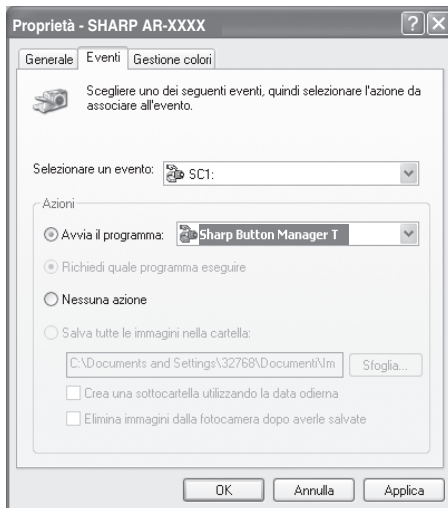 Proprietà - SHARP AR-XXXX
Generale
Eventi
Gestione colori
Scegliere uno dei seguenti eventi, quindi selezionare l'azione da
associare all'evento.
Selezionare un evento:
SC1:
Azioni
Avvia il programma:
Sharp Button Manager T
Richiedi quale programma eseguire
Nessuna azione
Salva tutte le immagini nella cartella:
C:\Documents and Settings\32768\Documenti\Im
Sfoglia...
Crea una sottocartella utilizzando la data odierna
Elimina immagini dalla fotocamera dopo averle salvate
OK
Annulla
Applica